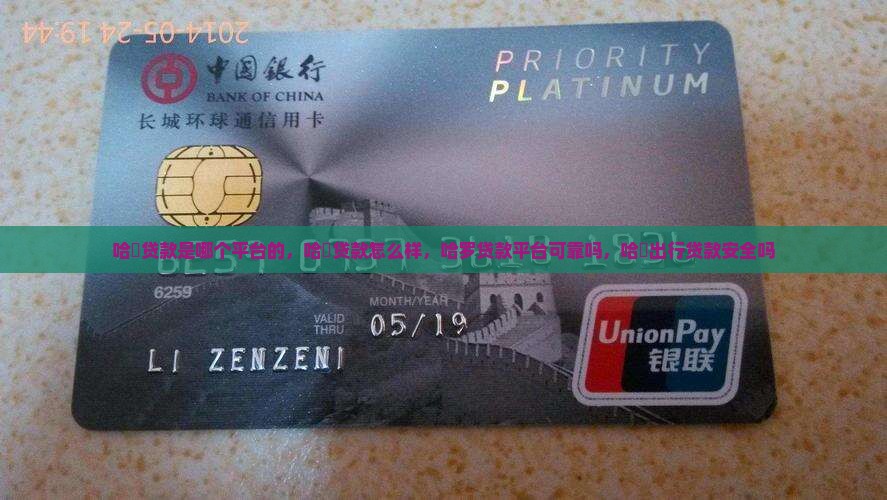 2014-05-24 19:44
中国银行
BANK OF CHINA
长城环球通信用卡
PRIORITY
PLATINUM
哈▯贷款是哪个平台的，哈▯贷款怎么样，哈罗贷款平台可靠吗，哈▯出行贷款安全吗
6259
MONTH/YEAR
VALID
THRU
05/19
LI ZENZENI
UnionPay
银联